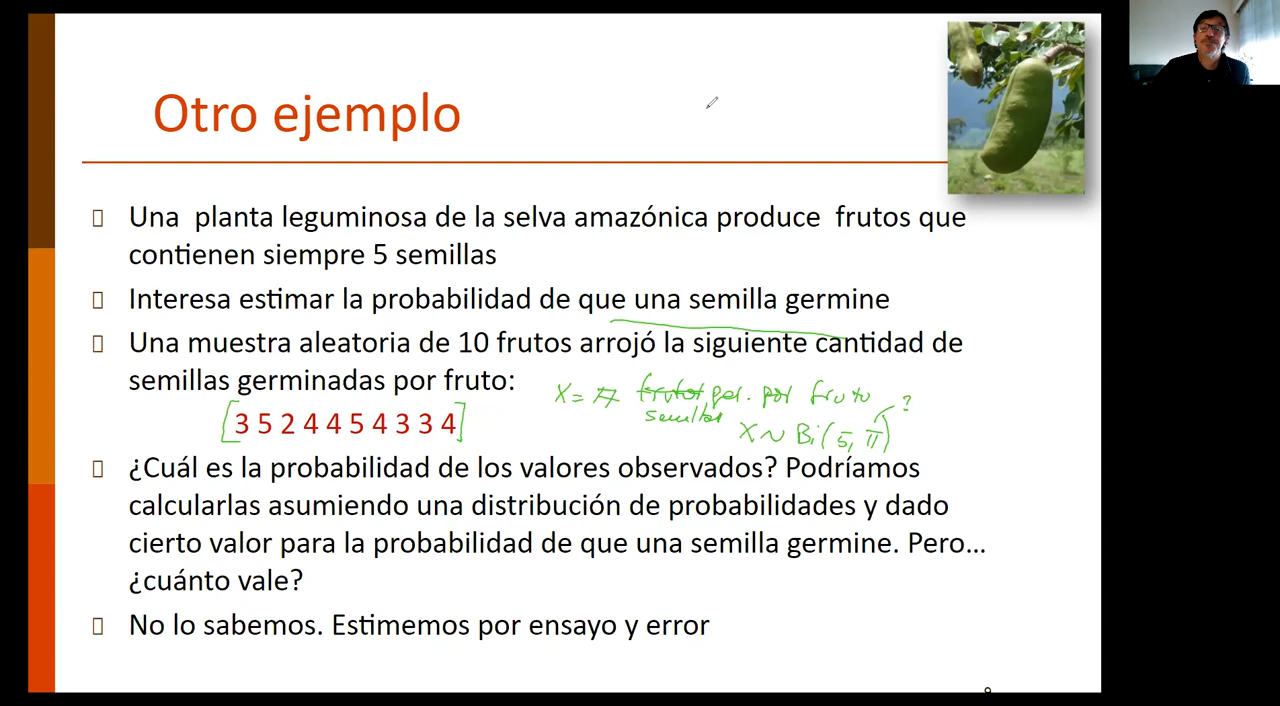 Otro ejemplo
Una planta leguminosa de la selva amazónica produce frutos que
contienen siempre 5 semillas
Interesa estimar la probabilidad de que una semilla germine
Una muestra aleatoria de 10 frutos arrojó la siguiente cantidad de
semillas germinadas por fruto:
X = # frutos ger. por fruto
semillas
3 5 2 4 4 5 4 3 3 4
X ~ Bi(5, π) ?
¿Cuál es la probabilidad de los valores observados? Podríamos
calcularlas asumiendo una distribución de probabilidades y dado
cierto valor para la probabilidad de que una semilla germine. Pero...
¿cuánto vale?
No lo sabemos. Estimemos por ensayo y error